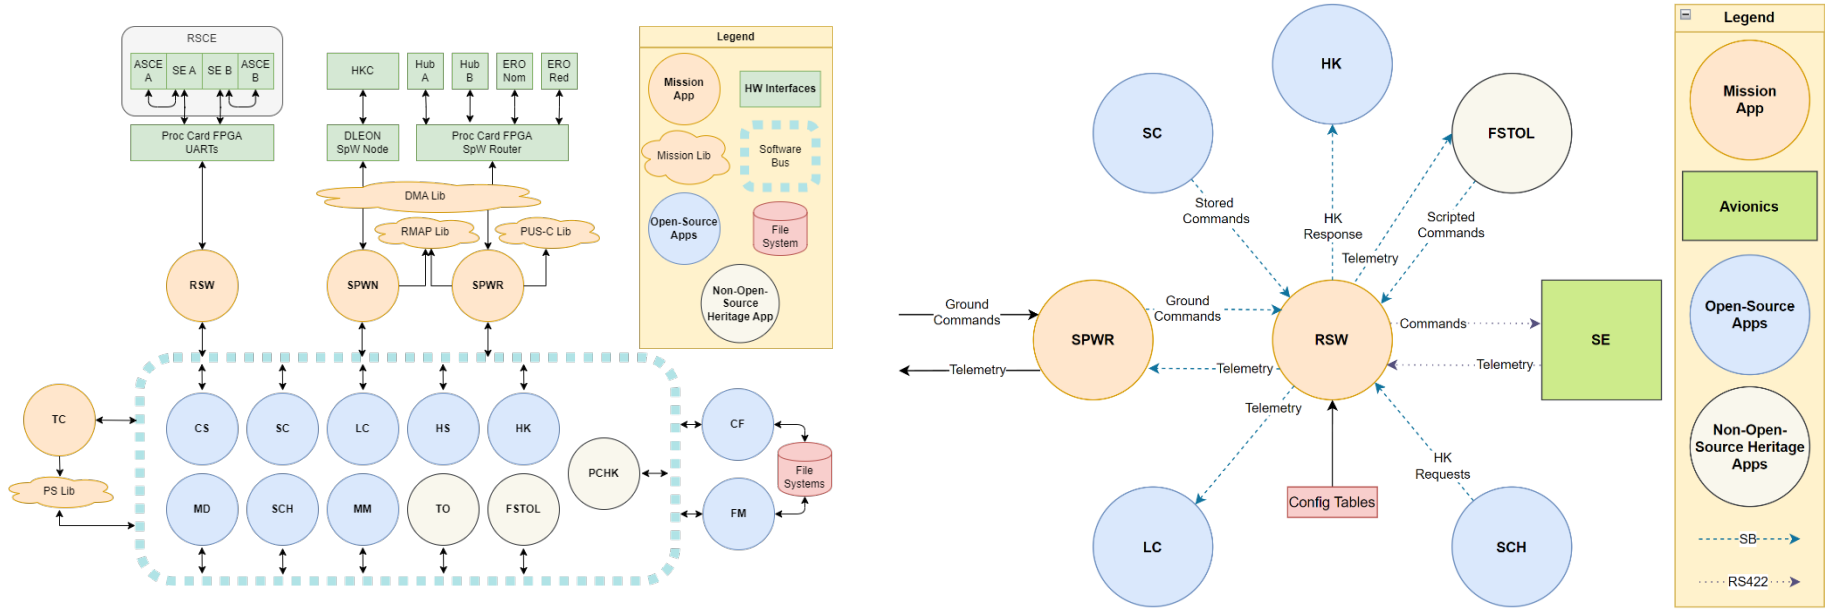 RSCE
ASCE
A
SE A
SE B
ASCE
B
HKC
Hub
A
Hub
B
ERO
Nom
ERO
Red
Proc Card FPGA
UARTs
DLEON
SpW Node
Proc Card FPGA
SpW Router
DMA Lib
RMAP Lib
PUS-C Lib
RSW
SPWN
SPWR
TC
PS Lib
CS
SC
LC
HS
HK
MD
SCH
MM
TO
FSTOL
PCHK
CF
FM
File
Systems
Legend
Mission
App
HW Interfaces
Mission Lib
Software
Bus
Open-Source
Apps
File
System
Non-Open-
Source
Heritage App
HK
SC
FSTOL
Stored
Commands
HK
Response
Scripted
Commands
Telemetry
Ground
Commands
SPWR
Ground
Commands
RSW
Commands
SE
Telemetry
Telemetry
Telemetry
Telemetry
HK
Requests
Config Tables
LC
SCH
Legend
Mission
App
Avionics
Open-Source
Apps
Non-Open-
Source Heritage
Apps
SB
RS422